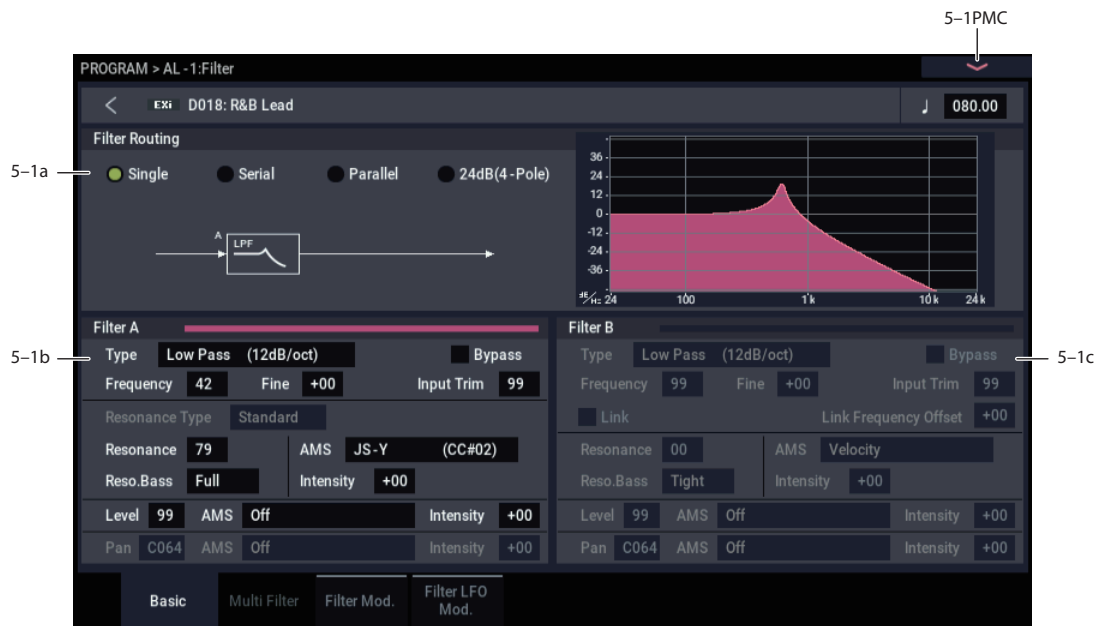 5–1PMC
PROGRAM > AL-1:Filter
EXi D018: R&B Lead ♩ 080.00
Filter Routing
5–1a
Single Serial Parallel 24dB(4-Pole)
A
LPF
36
24
12
0
-12
-24
-36
dB/Hz 24 100 1k 10k 24k
Filter A
5–1b
Type Low Pass (12dB/oct) Bypass
Frequency 42 Fine +00 Input Trim 99
Resonance Type Standard
Resonance 79 AMS JS-Y (CC#02)
Reso.Bass Full Intensity +00
Level 99 AMS Off Intensity +00
Pan C064 AMS Off Intensity +00
Filter B
5–1c
Type Low Pass (12dB/oct) Bypass
Frequency 99 Fine +00 Input Trim 99
Link Link Frequency Offset +00
Resonance 00 AMS Velocity
Reso.Bass Tight Intensity +00
Level 99 AMS Off Intensity +00
Pan C064 AMS Off Intensity +00
Basic Multi Filter Filter Mod. Filter LFO
Mod.